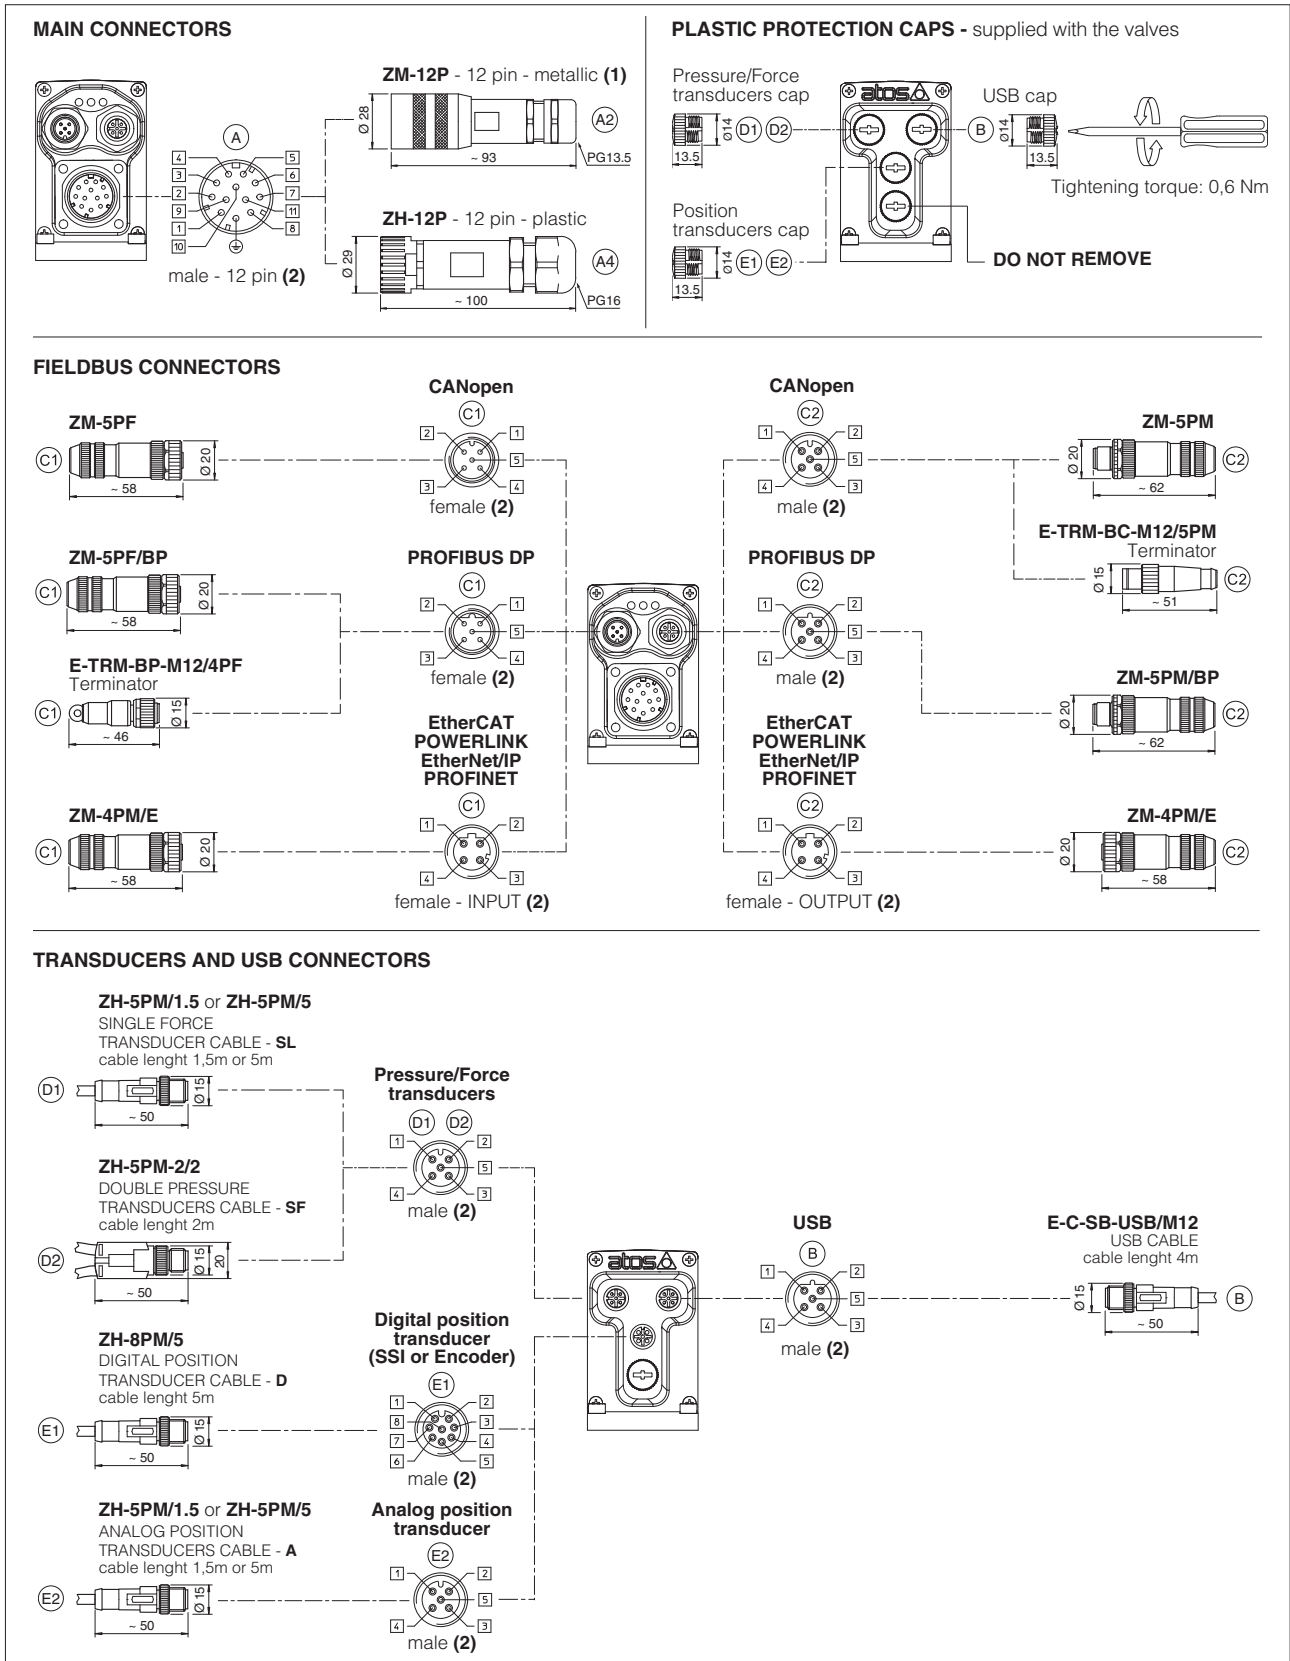 MAIN CONNECTORS
ZM-12P - 12 pin - metallic (1)
Ø 28
A
A2
~ 93
PG13.5
4
3
2
9
1
10
5
6
7
11
8
male - 12 pin (2)
ZH-12P - 12 pin - plastic
Ø 29
A4
~ 100
PG16
PLASTIC PROTECTION CAPS - supplied with the valves
Pressure/Force
transducers cap
Ø14
D1 D2
13.5
atos
USB cap
B
Ø14
13.5
Tightening torque: 0,6 Nm
Position
transducers cap
Ø14
E1 E2
13.5
DO NOT REMOVE
FIELDBUS CONNECTORS
ZM-5PF
C1
Ø 20
~ 58
CANopen
C1
2
1
5
3
4
female (2)
CANopen
C2
1
2
5
4
3
male (2)
ZM-5PM
Ø 20
C2
~ 62
E-TRM-BC-M12/5PM
Terminator
Ø 15
C2
~ 51
ZM-5PF/BP
C1
Ø 20
~ 58
PROFIBUS DP
C1
2
1
5
3
4
female (2)
PROFIBUS DP
C2
1
2
5
4
3
male (2)
E-TRM-BP-M12/4PF
Terminator
C1
Ø 15
~ 46
ZM-5PM/BP
Ø 20
C2
~ 62
EtherCAT
POWERLINK
EtherNet/IP
PROFINET
C1
1
2
4
3
female - INPUT (2)
EtherCAT
POWERLINK
EtherNet/IP
PROFINET
C2
1
2
4
3
female - OUTPUT (2)
ZM-4PM/E
C1
Ø 20
~ 58
ZM-4PM/E
Ø 20
C2
~ 58
TRANSDUCERS AND USB CONNECTORS
ZH-5PM/1.5 or ZH-5PM/5
SINGLE FORCE
TRANSDUCER CABLE - SL
cable lenght 1,5m or 5m
D1
Ø 15
~ 50
Pressure/Force
transducers
D1 D2
1
2
5
4
3
male (2)
ZH-5PM-2/2
DOUBLE PRESSURE
TRANSDUCERS CABLE - SF
cable lenght 2m
D2
Ø 15
20
~ 50
atos
USB
B
1
2
5
4
3
male (2)
E-C-SB-USB/M12
USB CABLE
cable lenght 4m
Ø 15
B
~ 50
ZH-8PM/5
DIGITAL POSITION
TRANSDUCER CABLE - D
cable lenght 5m
E1
Ø 15
~ 50
Digital position
transducer
(SSI or Encoder)
E1
1
2
8
3
7
4
6
5
male (2)
ZH-5PM/1.5 or ZH-5PM/5
ANALOG POSITION
TRANSDUCERS CABLE - A
cable lenght 1,5m or 5m
E2
Ø 15
~ 50
Analog position
transducer
E2
1
2
5
4
3
male (2)